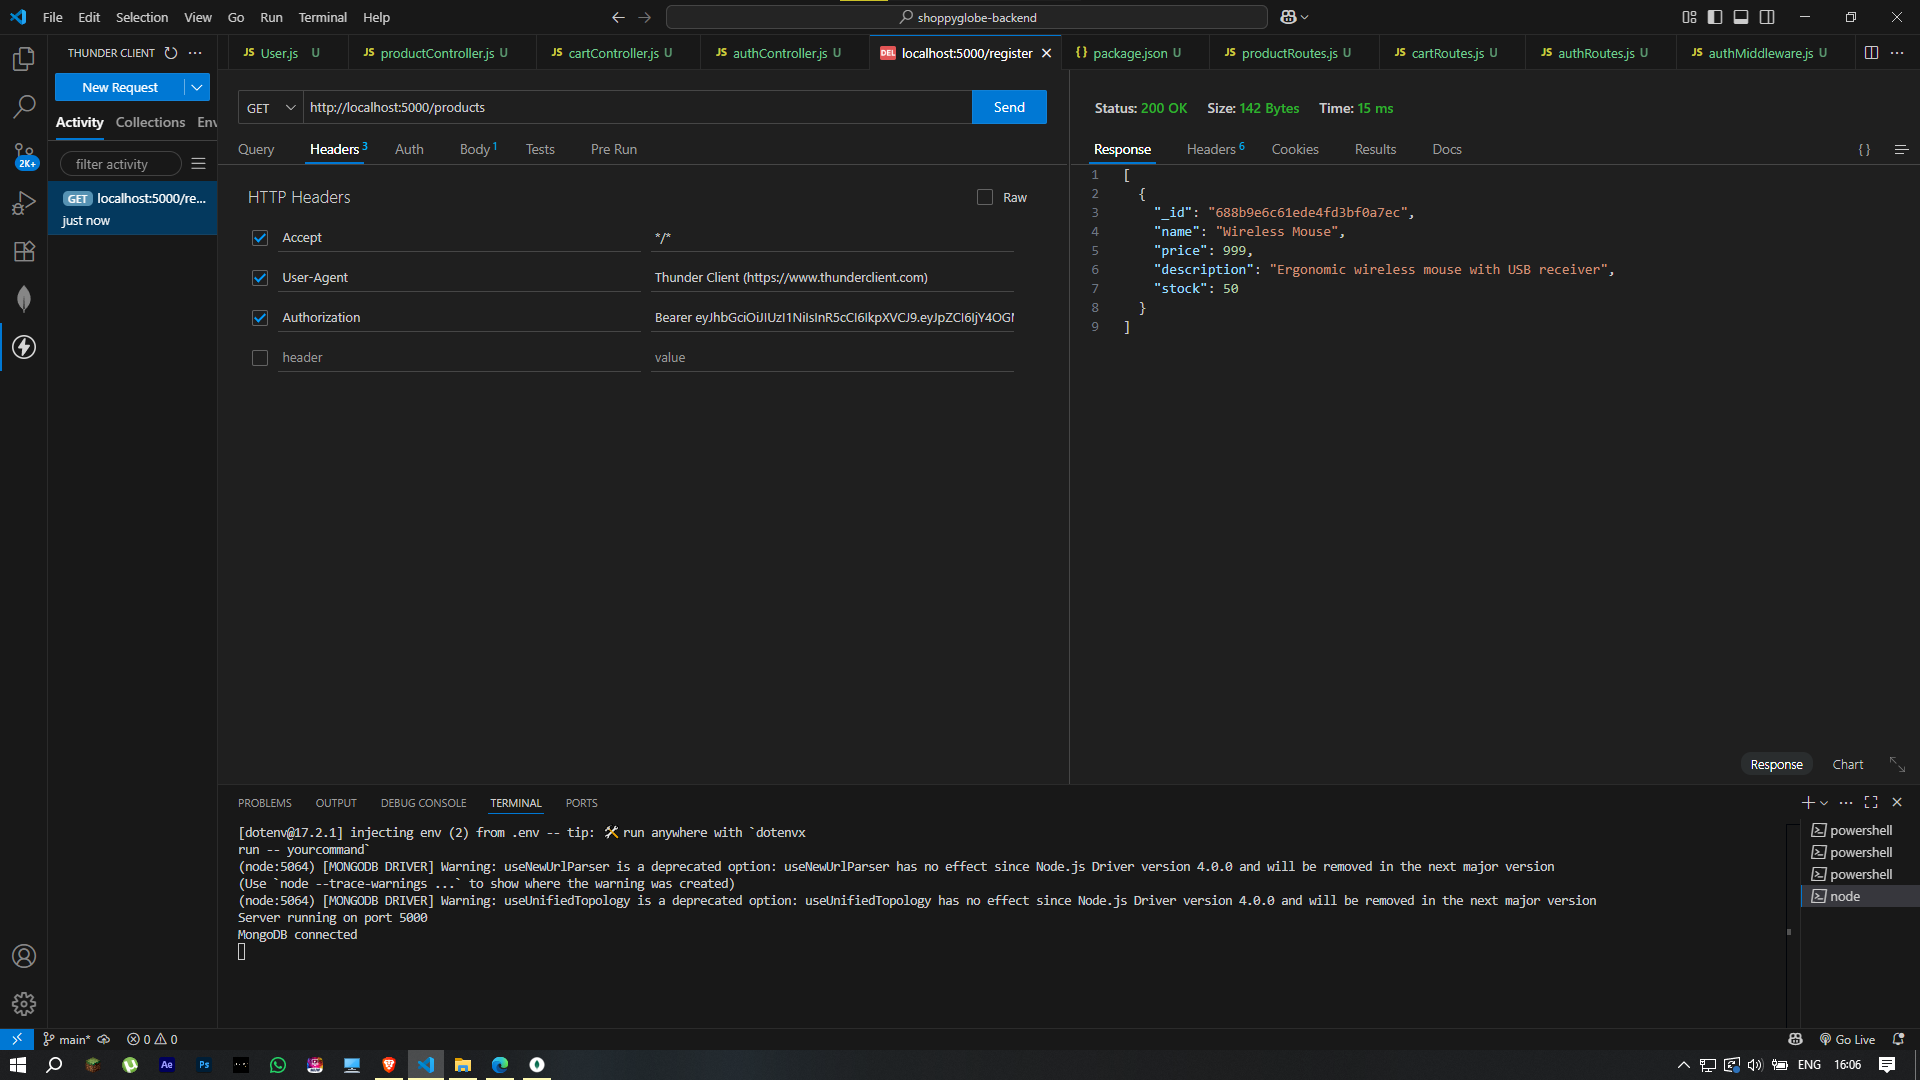 File Edit Selection View Go Run Terminal Help
shoppyglobe-backend
THUNDER CLIENT
JS User.js U
JS productController.js U
JS cartController.js U
JS authController.js U
DEL localhost:5000/register
{} package.json U
JS productRoutes.js U
JS cartRoutes.js U
JS authRoutes.js U
JS authMiddleware.js U
New Request
Activity Collections Env
filter activity
GET localhost:5000/re...
just now
2K+
GET http://localhost:5000/products Send
Query Headers 3 Auth Body 1 Tests Pre Run
HTTP Headers Raw
Accept */*
User-Agent Thunder Client (https://www.thunderclient.com)
Authorization Bearer eyJhbGciOiJIUzI1NiIsInR5cCI6IkpXVCJ9.eyJpZCI6IjY4OGI
header value
Status: 200 OK Size: 142 Bytes Time: 15 ms
Response Headers 6 Cookies Results Docs {}
1 [
2 {
3 "_id": "688b9e6c61ede4fd3bf0a7ec",
4 "name": "Wireless Mouse",
5 "price": 999,
6 "description": "Ergonomic wireless mouse with USB receiver",
7 "stock": 50
8 }
9 ]
Response Chart
PROBLEMS OUTPUT DEBUG CONSOLE TERMINAL PORTS
[dotenv@17.2.1] injecting env (2) from .env -- tip: 🛠️ run anywhere with `dotenvx
run -- yourcommand`
(node:5064) [MONGODB DRIVER] Warning: useNewUrlParser is a deprecated option: useNewUrlParser has no effect since Node.js Driver version 4.0.0 and will be removed in the next major version
(Use `node --trace-warnings ...` to show where the warning was created)
(node:5064) [MONGODB DRIVER] Warning: useUnifiedTopology is a deprecated option: useUnifiedTopology has no effect since Node.js Driver version 4.0.0 and will be removed in the next major version
Server running on port 5000
MongoDB connected
powershell
powershell
powershell
node
main* 0 0 Go Live
Ae Ps ENG 16:06